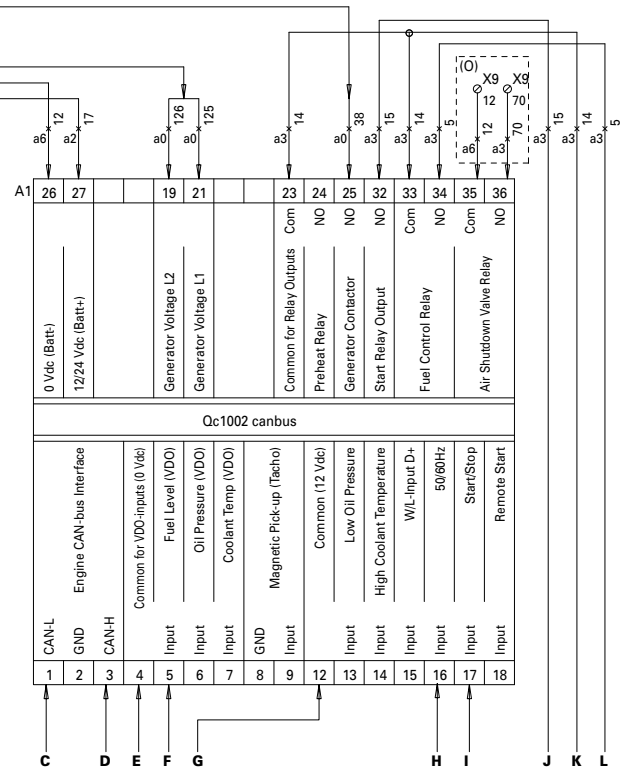 (O)
X9 X9
12 70
12 17 126 125 14 38 15 14 5 12 70 15 14 5
a6 a2 a0 a0 a3 a0 a3 a3 a3 a6 a3 a3 a3 a3
A1 26 27 19 21 23 24 25 32 33 34 35 36
Com NO NO NO Com NO Com NO
0 Vdc (Batt-)
12/24 Vdc (Batt+)
Generator Voltage L2
Generator Voltage L1
Common for Relay Outputs
Preheat Relay
Generator Contactor
Start Relay Output
Fuel Control Relay
Air Shutdown Valve Relay
Qc1002 canbus
Engine CAN-bus Interface
Common for VDO-inputs (0 Vdc)
Fuel Level (VDO)
Oil Pressure (VDO)
Coolant Temp (VDO)
Magnetic Pick-up (Tacho)
Common (12 Vdc)
Low Oil Pressure
High Coolant Temperature
W/L-Input D+
50/60Hz
Start/Stop
Remote Start
CAN-L GND CAN-H Input Input Input GND Input Input Input Input Input Input Input
1 2 3 4 5 6 7 8 9 12 13 14 15 16 17 18
C D E F G H I J K L